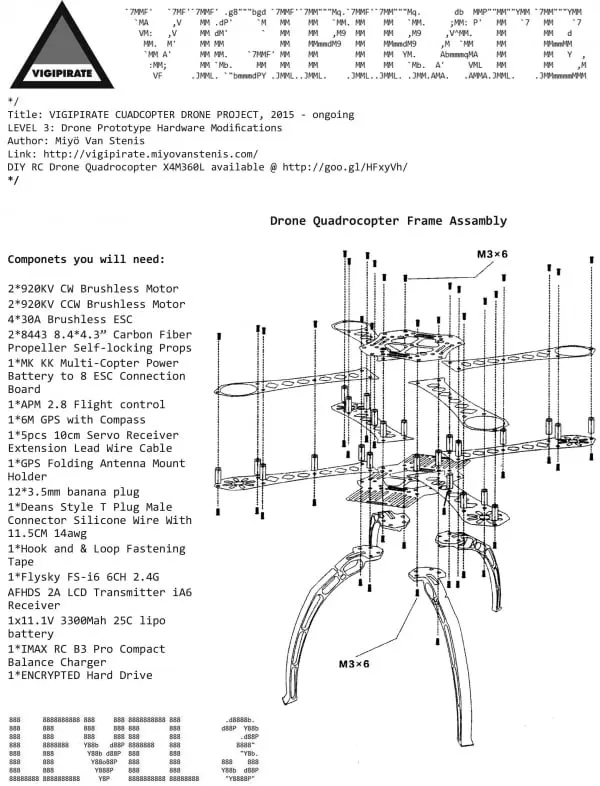 VIGIPIRATE
VIGIPIRATE
*/
Title: VIGIPIRATE CUADCOPTER DRONE PROJECT, 2015 - ongoing
LEVEL 3: Drone Prototype Hardware Modifications
Author: Miyö Van Stenis
Link: http://vigipirate.miyovanstenis.com/
DIY RC Drone Quadrocopter X4M360L available @ http://goo.gl/HFxyVh/
*/
Drone Quadrocopter Frame Assambly
M3×6
Componets you will need:
2*920KV CW Brushless Motor
2*920KV CCW Brushless Motor
4*30A Brushless ESC
2*8443 8.4*4.3” Carbon Fiber
Propeller Self-locking Props
1*MK KK Multi-Copter Power
Battery to 8 ESC Connection
Board
1*APM 2.8 Flight control
1*6M GPS with Compass
1*5pcs 10cm Servo Receiver
Extension Lead Wire Cable
1*GPS Folding Antenna Mount
Holder
12*3.5mm banana plug
1*Deans Style T Plug Male
Connector Silicone Wire With
11.5CM 14awg
1*Hook and & Loop Fastening
Tape
1*Flysky FS-i6 6CH 2.4G
AFHDS 2A LCD Transmitter iA6
Receiver
1x11.1V 3300Mah 25C lipo
battery
1*IMAX RC B3 Pro Compact
Balance Charger
1*ENCRYPTED Hard Drive
M3×6
LEVEL 3